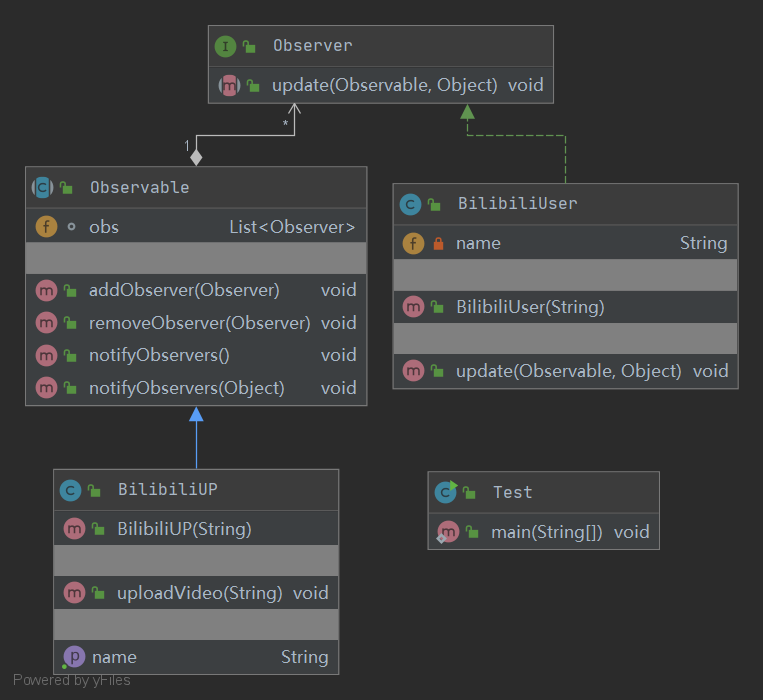 Observer
update(Observable, Object) void
*
1
Observable
obs List<Observer>
addObserver(Observer) void
removeObserver(Observer) void
notifyObservers() void
notifyObservers(Object) void
BilibiliUser
name String
BilibiliUser(String)
update(Observable, Object) void
BilibiliUP
BilibiliUP(String)
uploadVideo(String) void
name String
Test
main(String[]) void
Powered by yFiles